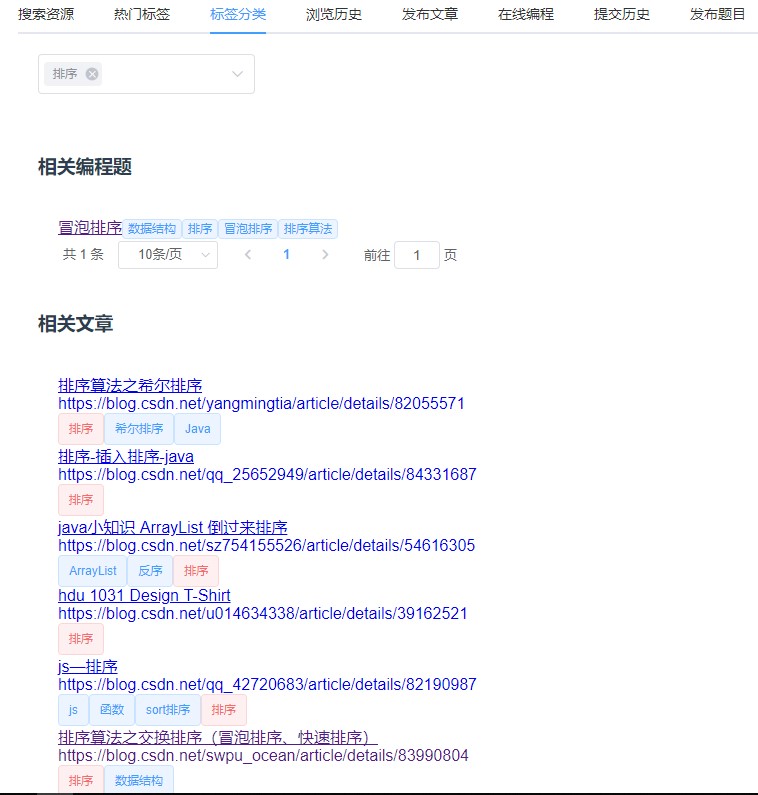 搜索资源 热门标签 标签分类 浏览历史 发布文章 在线编程 提交历史 发布题目
排序
相关编程题
冒泡排序 数据结构 排序 冒泡排序 排序算法
共 1 条 10条/页 1 前往 1 页
相关文章
排序算法之希尔排序
https://blog.csdn.net/yangmingtia/article/details/82055571
排序 希尔排序 Java
排序-插入排序-java
https://blog.csdn.net/qq_25652949/article/details/84331687
排序
java小知识 ArrayList 倒过来排序
https://blog.csdn.net/sz754155526/article/details/54616305
ArrayList 反序 排序
hdu 1031 Design T-Shirt
https://blog.csdn.net/u014634338/article/details/39162521
排序
js—排序
https://blog.csdn.net/qq_42720683/article/details/82190987
js 函数 sort排序 排序
排序算法之交换排序（冒泡排序、快速排序）
https://blog.csdn.net/swpu_ocean/article/details/83990804
排序 数据结构